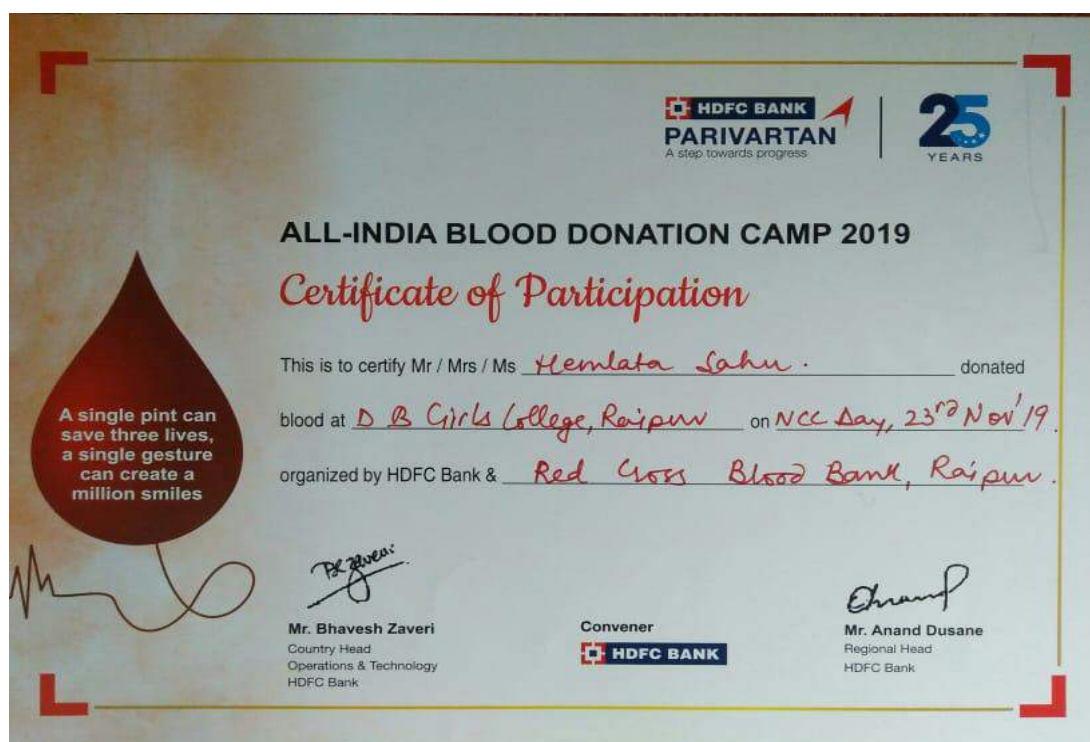 HDFC BANK
PARIVARTAN
A step towards progress
25
YEARS
ALL-INDIA BLOOD DONATION CAMP 2019
Certificate of Participation
This is to certify Mr / Mrs / Ms Hemlata Sahu. donated
blood at D B Girls College, Raipur on NCC Day, 23rd Nov'19.
organized by HDFC Bank & Red Cross Blood Bank, Raipur.
A single pint can
save three lives,
a single gesture
can create a
million smiles
Mr. Bhavesh Zaveri
Country Head
Operations & Technology
HDFC Bank
Convener
HDFC BANK
Mr. Anand Dusane
Regional Head
HDFC Bank